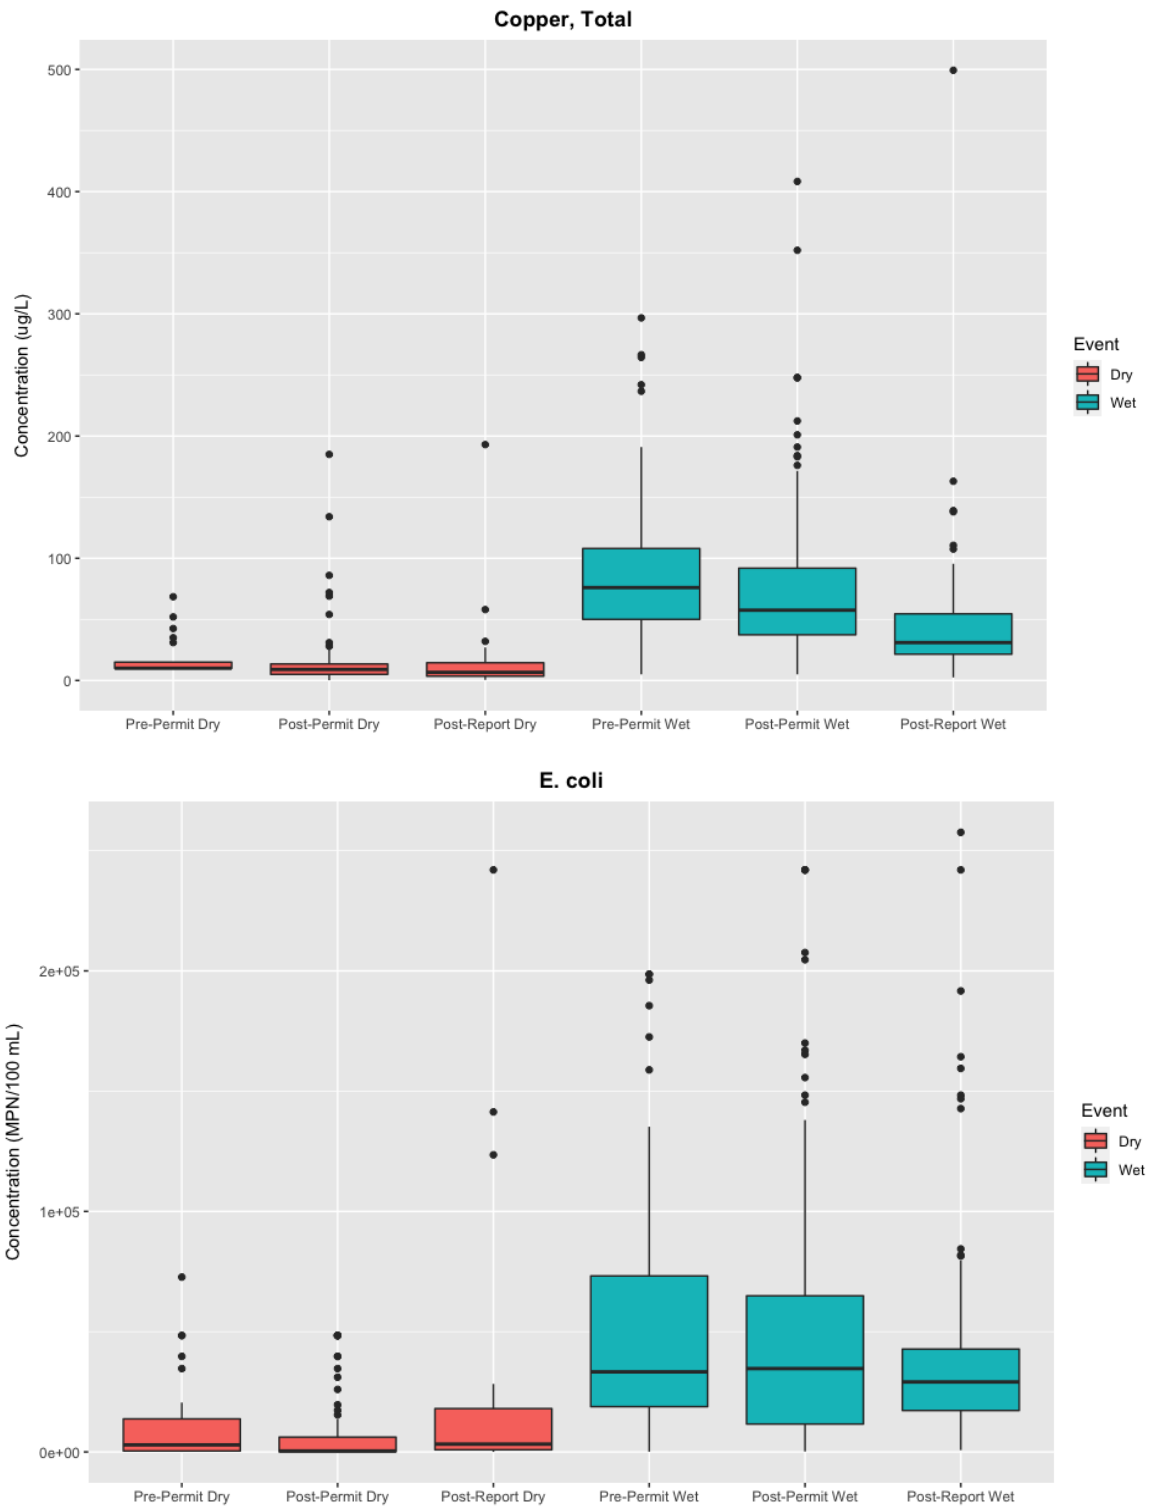 Copper, Total
500
400
300
200
100
0
Concentration (ug/L)
Pre-Permit Dry Post-Permit Dry Post-Report Dry Pre-Permit Wet Post-Permit Wet Post-Report Wet
Event
Dry
Wet
E. coli
2e+05
1e+05
0e+00
Concentration (MPN/100 mL)
Pre-Permit Dry Post-Permit Dry Post-Report Dry Pre-Permit Wet Post-Permit Wet Post-Report Wet
Event
Dry
Wet